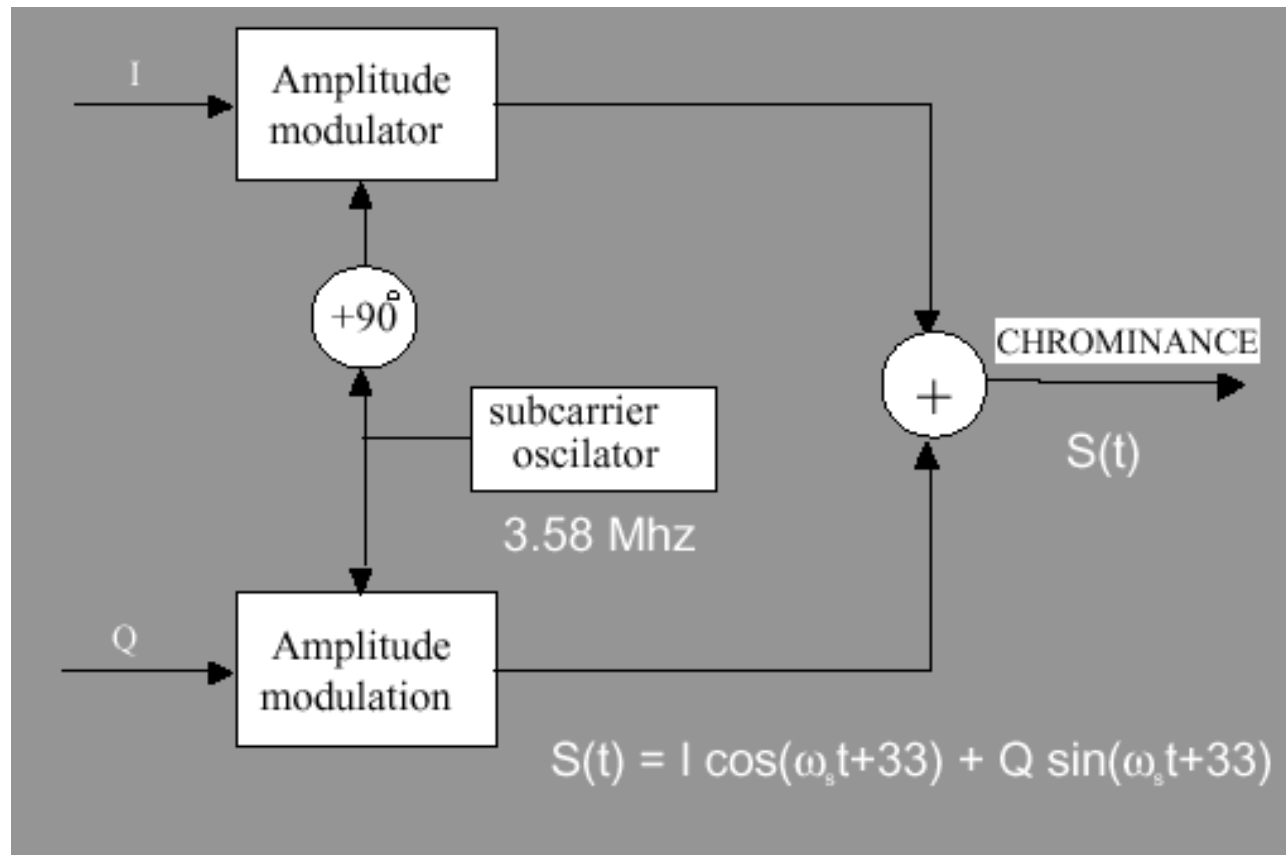 I
Amplitude
modulator
+90°
subcarrier
oscilator
3.58 Mhz
CHROMINANCE
+
S(t)
Q
Amplitude
modulation
S(t) = I cos(ωₛt+33) + Q sin(ωₛt+33)